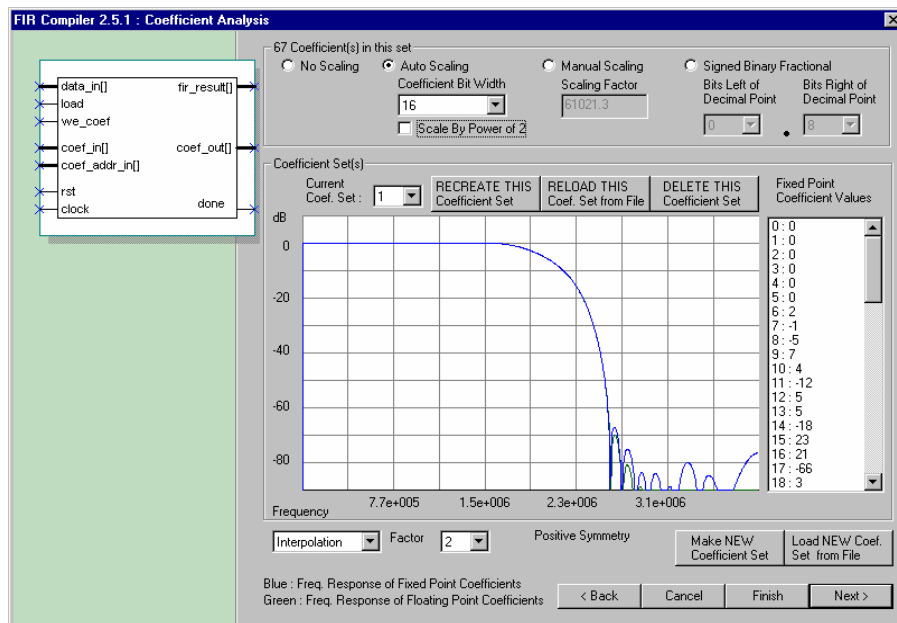 FIR Compiler 2.5.1 : Coefficient Analysis
data_in[] fir_result[]
load
we_coef
coef_in[] coef_out[]
coef_addr_in[]
rst
clock done
67 Coefficient(s) in this set
No Scaling Auto Scaling Manual Scaling Signed Binary Fractional
Coefficient Bit Width Scaling Factor Bits Left of Decimal Point Bits Right of Decimal Point
16 61021.3 0 . 8
Scale By Power of 2
Coefficient Set(s)
Current Coef. Set : 1 RECREATE THIS Coefficient Set RELOAD THIS Coef. Set from File DELETE THIS Coefficient Set Fixed Point Coefficient Values
dB
0
-20
-40
-60
-80
7.7e+005 1.5e+006 2.3e+006 3.1e+006
Frequency
0 : 0
1 : 0
2 : 0
3 : 0
4 : 0
5 : 0
6 : 2
7 : -1
8 : -5
9 : 7
10 : 4
11 : -12
12 : 5
13 : 5
14 : -18
15 : 23
16 : 21
17 : -66
18 : 3
Interpolation Factor 2 Positive Symmetry Make NEW Coefficient Set Load NEW Coef. Set from File
Blue : Freq. Response of Fixed Point Coefficients
Green : Freq. Response of Floating Point Coefficients
< Back Cancel Finish Next >